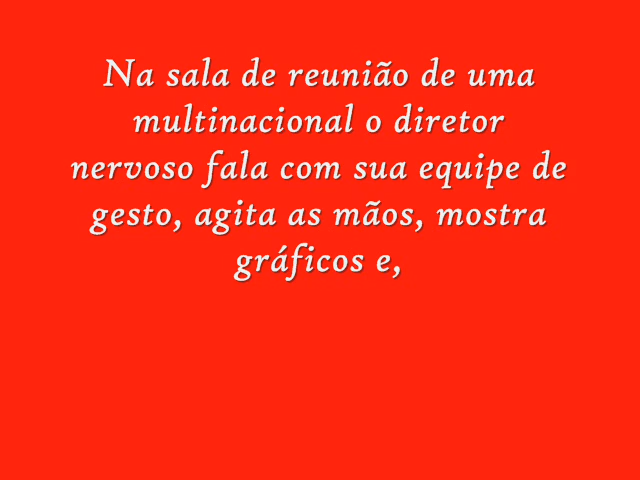 Na sala de reunião de uma
multinacional o diretor
nervoso fala com sua equipe de
gesto, agita as mãos, mostra
gráficos e,